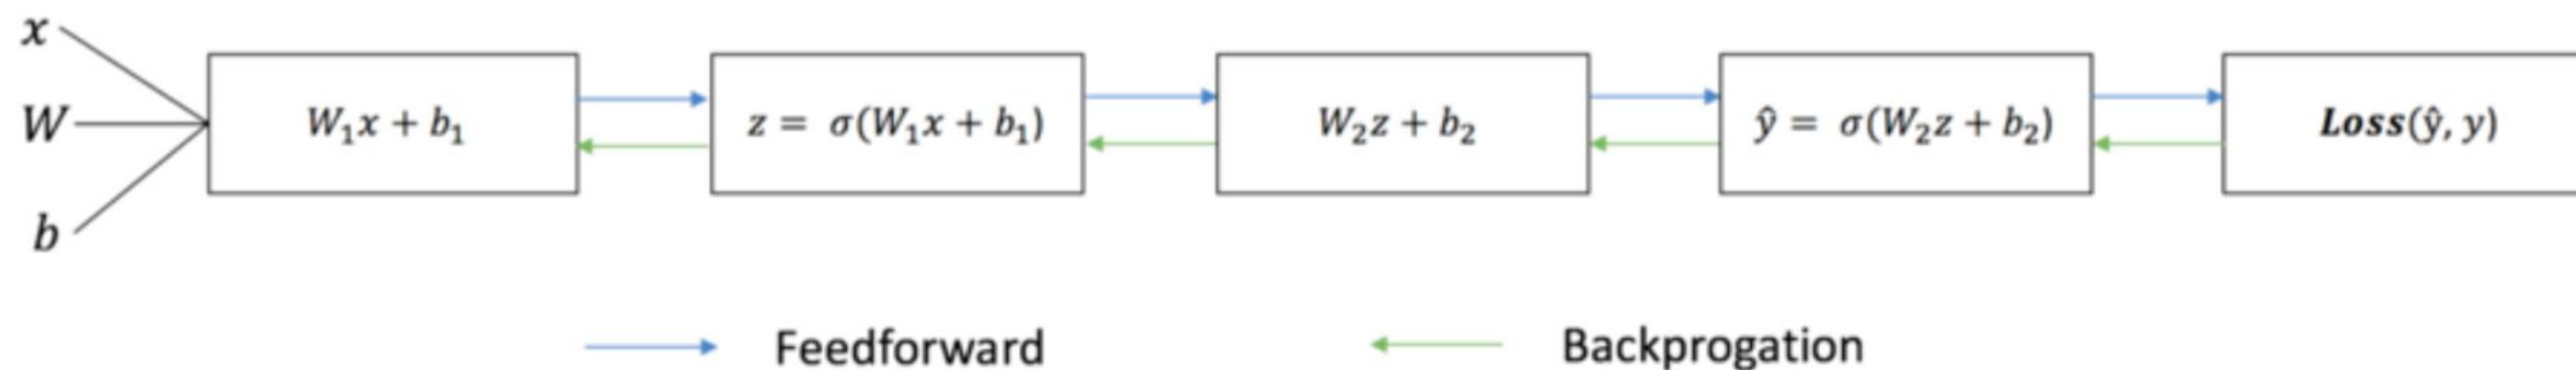 x
W
b
W₁x + b₁
z = σ(W₁x + b₁)
W₂z + b₂
ŷ = σ(W₂z + b₂)
Loss(ŷ, y)
Feedforward
Backprogation